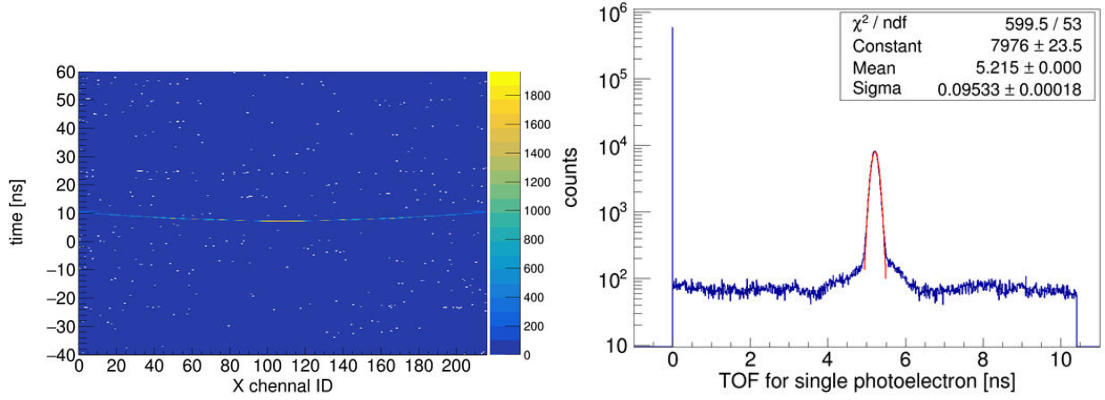 60
50
40
30
20
10
0
−10
−20
−30
−40
time [ns]
0 20 40 60 80 100 120 140 160 180 200
X chennal ID
1800
1600
1400
1200
1000
800
600
400
200
0
χ² / ndf 599.5 / 53
Constant 7976 ± 23.5
Mean 5.215 ± 0.000
Sigma 0.09533 ± 0.00018
10⁶
10⁵
10⁴
10³
10²
10
counts
0 2 4 6 8 10
TOF for single photoelectron [ns]